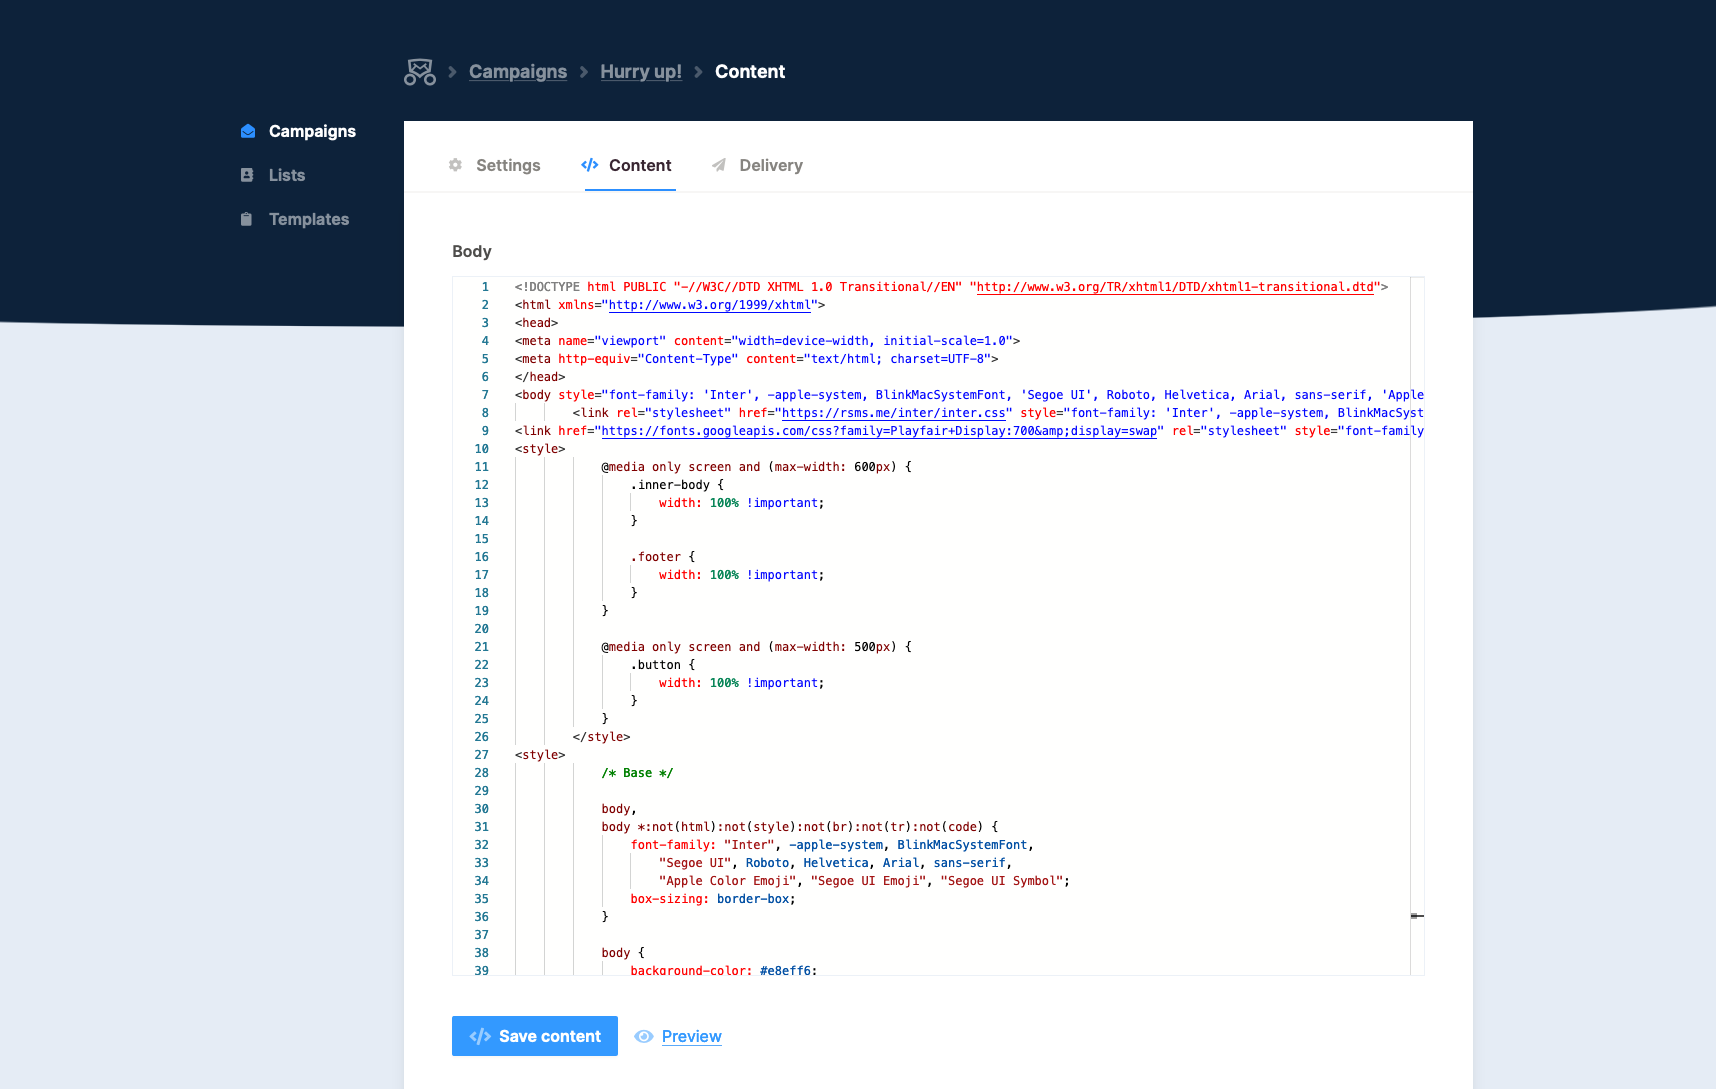 Campaigns Hurry up! Content
Campaigns
Lists
Templates
Settings Content Delivery
Body
1 <!DOCTYPE html PUBLIC "-//W3C//DTD XHTML 1.0 Transitional//EN" "http://www.w3.org/TR/xhtml1/DTD/xhtml1-transitional.dtd">
2 <html xmlns="http://www.w3.org/1999/xhtml">
3 <head>
4 <meta name="viewport" content="width=device-width, initial-scale=1.0">
5 <meta http-equiv="Content-Type" content="text/html; charset=UTF-8">
6 </head>
7 <body style="font-family: 'Inter', -apple-system, BlinkMacSystemFont, 'Segoe UI', Roboto, Helvetica, Arial, sans-serif, 'Apple
8 <link rel="stylesheet" href="https://rsms.me/inter/inter.css" style="font-family: 'Inter', -apple-system, BlinkMacSyst
9 <link href="https://fonts.googleapis.com/css?family=Playfair+Display:700&amp;display=swap" rel="stylesheet" style="font-family
10 <style>
11 @media only screen and (max-width: 600px) {
12 .inner-body {
13 width: 100% !important;
14 }
15
16 .footer {
17 width: 100% !important;
18 }
19 }
20
21 @media only screen and (max-width: 500px) {
22 .button {
23 width: 100% !important;
24 }
25 }
26 </style>
27 <style>
28 /* Base */
29
30 body,
31 body *:not(html):not(style):not(br):not(tr):not(code) {
32 font-family: "Inter", -apple-system, BlinkMacSystemFont,
33 "Segoe UI", Roboto, Helvetica, Arial, sans-serif,
34 "Apple Color Emoji", "Segoe UI Emoji", "Segoe UI Symbol";
35 box-sizing: border-box;
36 }
37
38 body {
39 background-color: #e8eff6;
Save content Preview